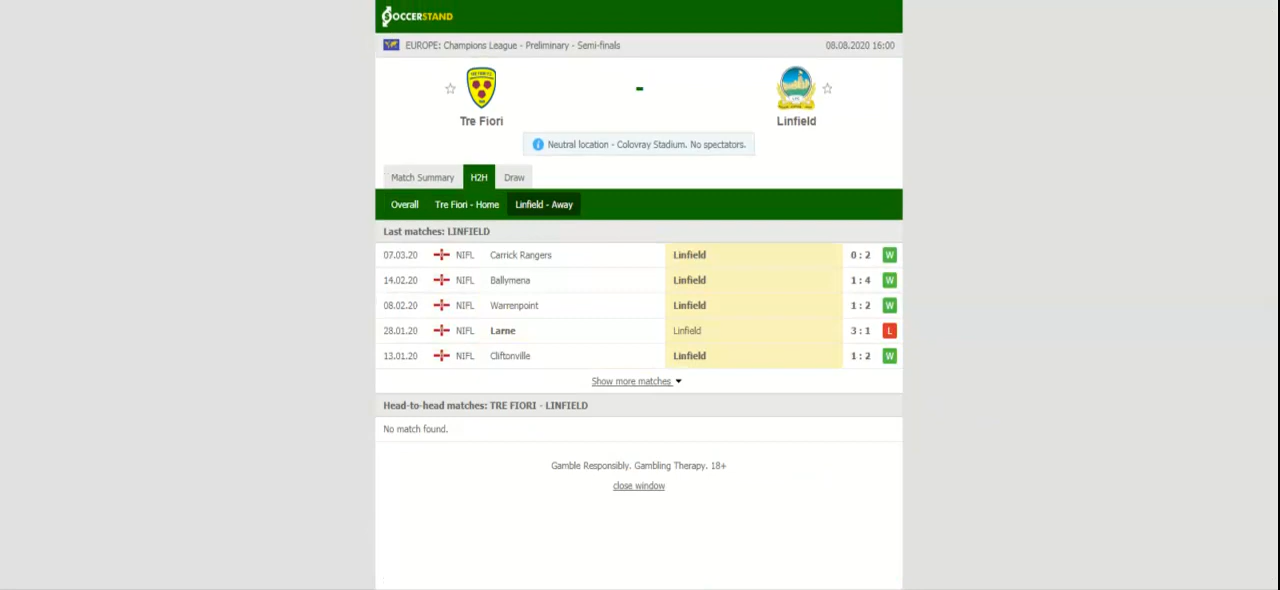 SOCCERSTAND
EUROPE: Champions League - Preliminary - Semi-finals 08.08.2020 16:00
-
Tre Fiori Linfield
Neutral location - Colovray Stadium. No spectators.
Match Summary H2H Draw
Overall Tre Fiori - Home Linfield - Away
Last matches: LINFIELD
07.03.20 NIFL Carrick Rangers Linfield 0 : 2 W
14.02.20 NIFL Ballymena Linfield 1 : 4 W
08.02.20 NIFL Warrenpoint Linfield 1 : 2 W
28.01.20 NIFL Larne Linfield 3 : 1 L
13.01.20 NIFL Cliftonville Linfield 1 : 2 W
Show more matches
Head-to-head matches: TRE FIORI - LINFIELD
No match found.
Gamble Responsibly. Gambling Therapy. 18+
close window